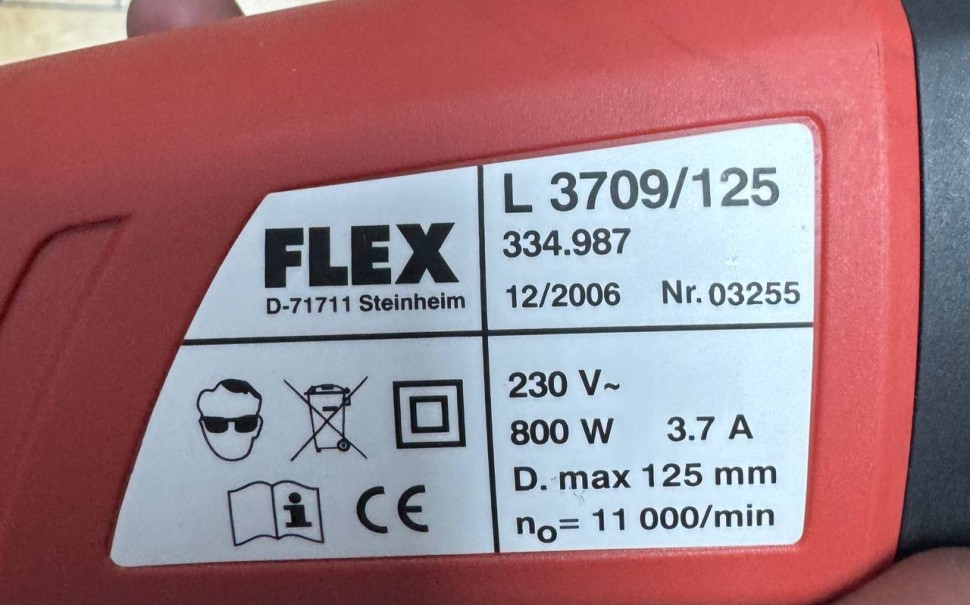 FLEX
D-71711 Steinheim
L 3709/125
334.987
12/2006 Nr. 03255
230 V~
800 W 3.7 A
D. max 125 mm
no= 11 000/min
i
CE